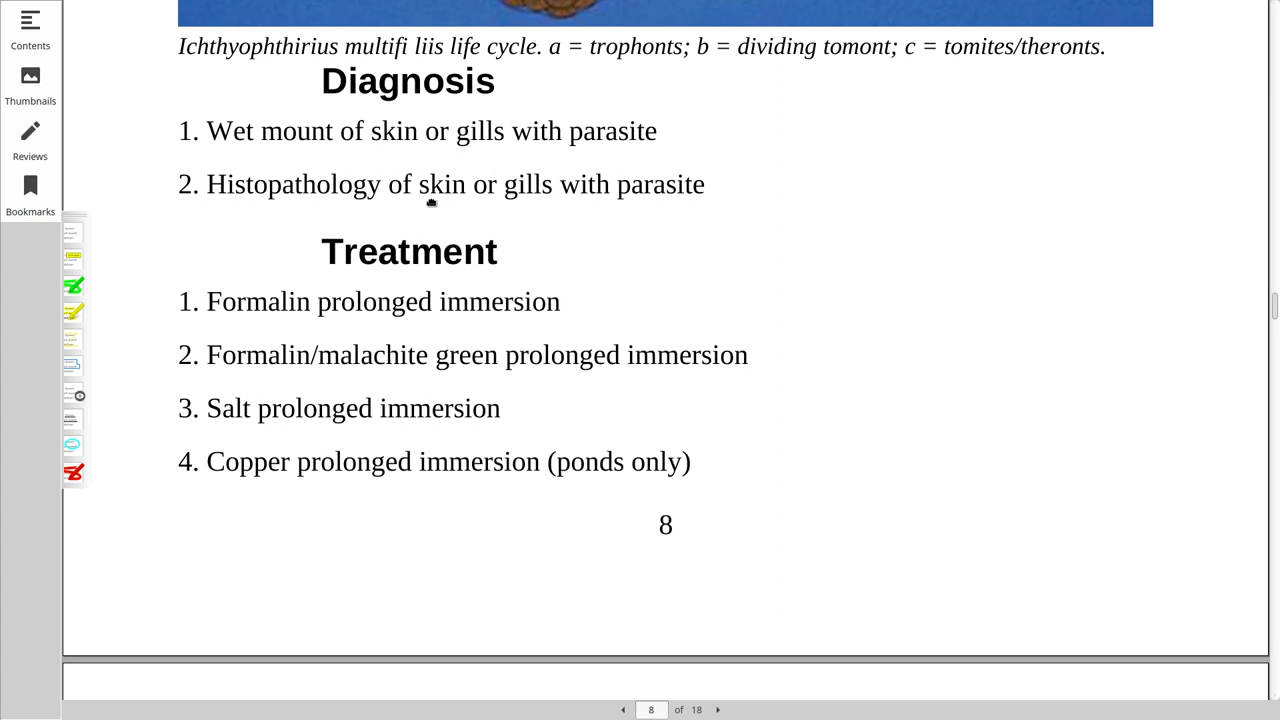 Contents
Thumbnails
Reviews
Bookmarks
Ichthyophthirius multifi liis life cycle. a = trophonts; b = dividing tomont; c = tomites/theronts.
Diagnosis
1. Wet mount of skin or gills with parasite
2. Histopathology of skin or gills with parasite
Treatment
1. Formalin prolonged immersion
2. Formalin/malachite green prolonged immersion
3. Salt prolonged immersion
4. Copper prolonged immersion (ponds only)
8
8 of 18